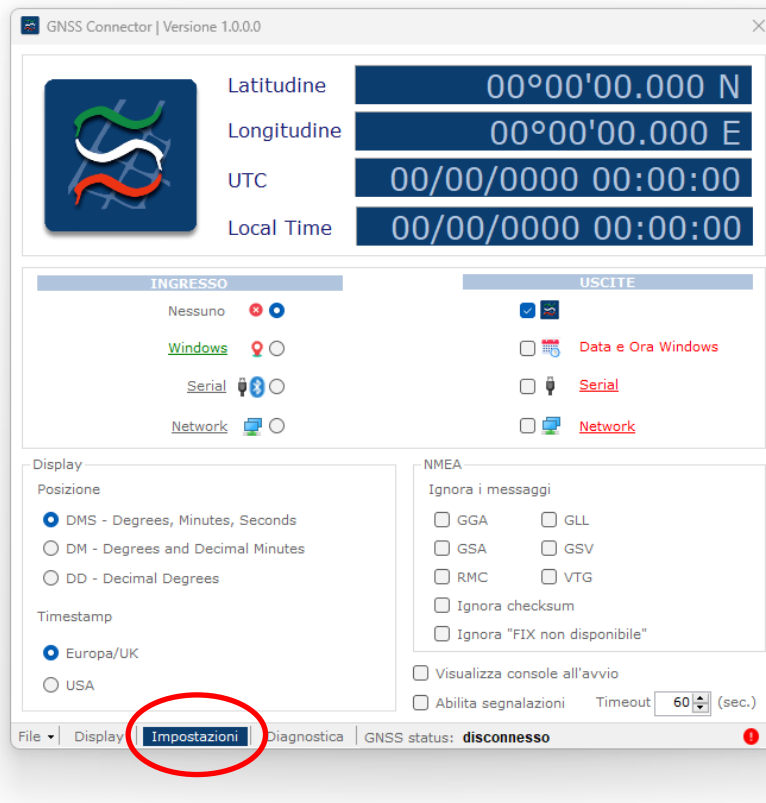 GNSS Connector | Versione 1.0.0.0
Latitudine 00°00'00.000 N
Longitudine 00°00'00.000 E
UTC 00/00/0000 00:00:00
Local Time 00/00/0000 00:00:00
INGRESSO
Nessuno
Windows
Serial
Network
USCITE
Data e Ora Windows
Serial
Network
Display
Posizione
DMS - Degrees, Minutes, Seconds
DM - Degrees and Decimal Minutes
DD - Decimal Degrees
Timestamp
Europa/UK
USA
NMEA
Ignora i messaggi
GGA GLL
GSA GSV
RMC VTG
Ignora checksum
Ignora "FIX non disponibile"
Visualizza console all'avvio
Abilita segnalazioni Timeout 60 (sec.)
File Display Impostazioni Diagnostica GNSS status: disconnesso